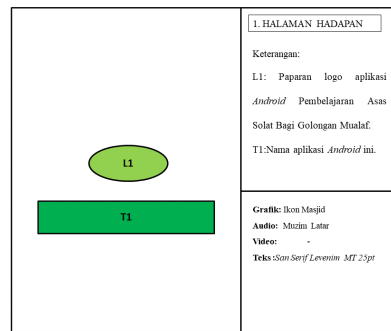 L1
T1
1. HALAMAN HADAPAN
Keterangan:
L1: Paparan logo aplikasi
Android Pembelajaran Asas
Solat Bagi Golongan Mualaf.
T1:Nama aplikasi Android ini.
Grafik: Ikon Masjid
Audio: Muzim Latar
Video: -
Teks :San Serif Levenim MT 25pt